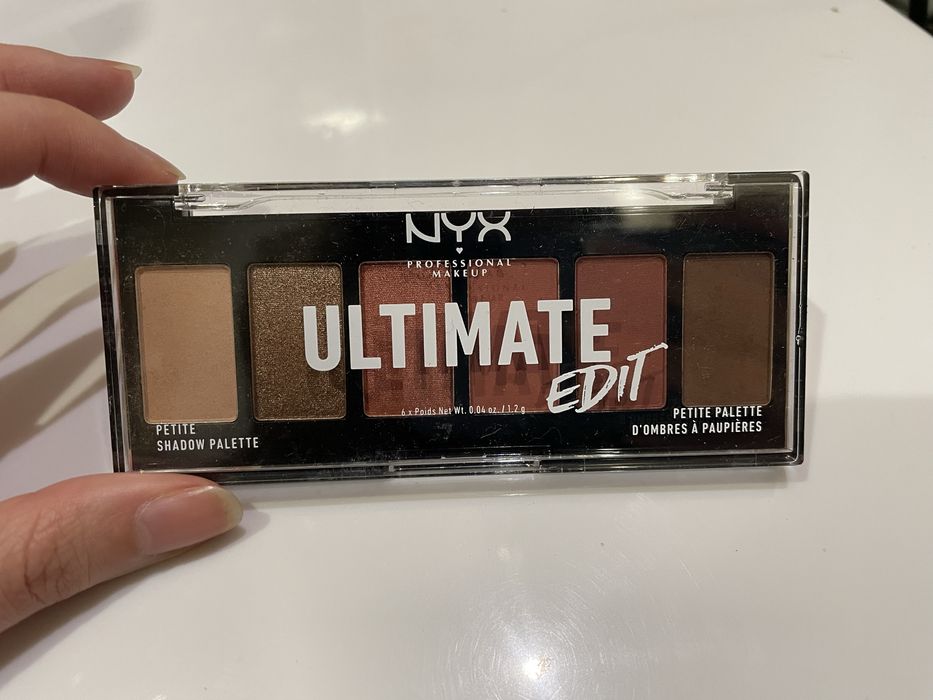 NYX
PROFESSIONAL
MAKEUP
ULTIMATE
EDIT
6 x Poids Net Wt. 0.04 oz. / 1.2 g
PETITE
SHADOW PALETTE
PETITE PALETTE
D'OMBRES À PAUPIÈRES